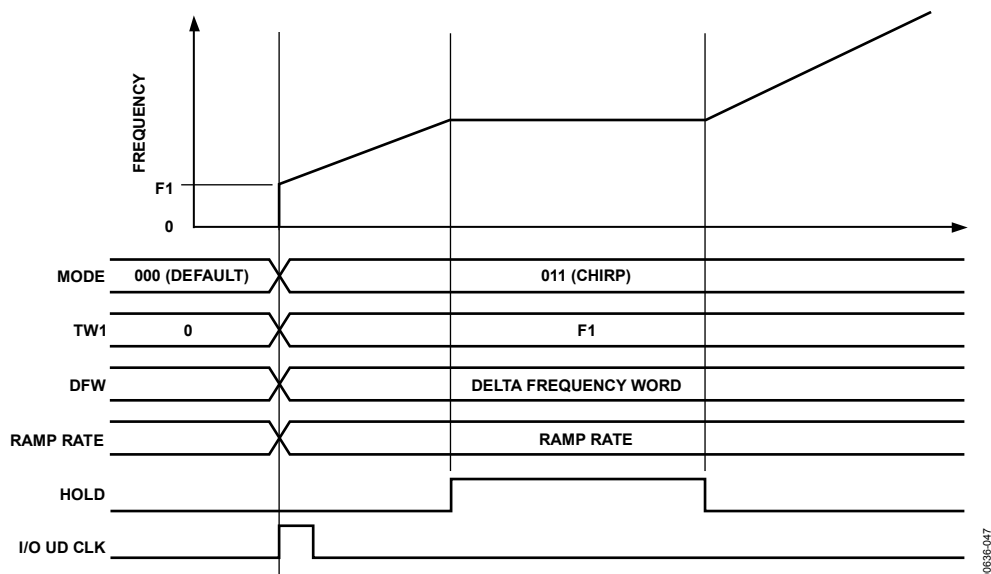 FREQUENCY
F1
0
MODE 000 (DEFAULT) 011 (CHIRP)
TW1 0 F1
DFW DELTA FREQUENCY WORD
RAMP RATE RAMP RATE
HOLD
I/O UD CLK
00636-047